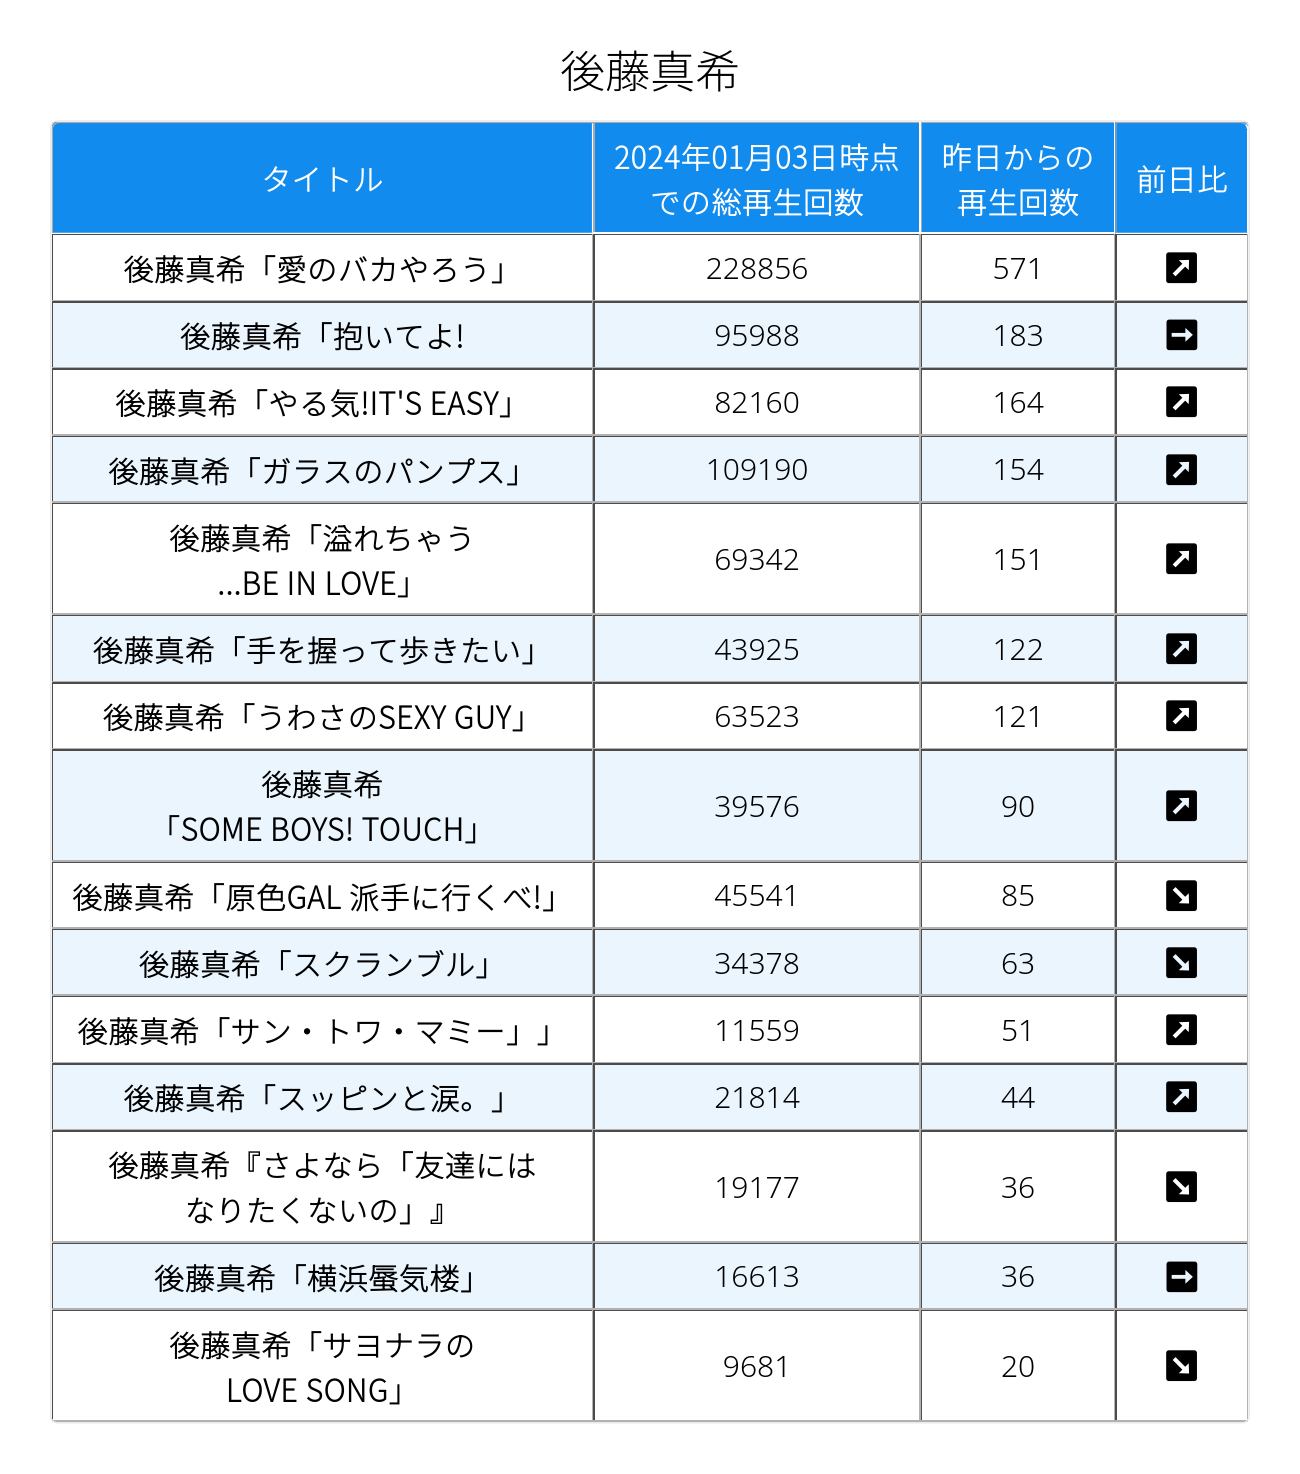 後藤真希
タイトル
2024年01月03日時点
での総再生回数
昨日からの
再生回数
前日比
後藤真希「愛のバカやろう」 228856 571 ↗
後藤真希「抱いてよ! 95988 183 →
後藤真希「やる気!IT'S EASY」 82160 164 ↗
後藤真希「ガラスのパンプス」 109190 154 ↗
後藤真希「溢れちゃう
...BE IN LOVE」 69342 151 ↗
後藤真希「手を握って歩きたい」 43925 122 ↗
後藤真希「うわさのSEXY GUY」 63523 121 ↗
後藤真希
「SOME BOYS! TOUCH」 39576 90 ↗
後藤真希「原色GAL 派手に行くべ!」 45541 85 ↘
後藤真希「スクランブル」 34378 63 ↘
後藤真希「サン・トワ・マミー」」 11559 51 ↗
後藤真希「スッピンと涙。」 21814 44 ↗
後藤真希『さよなら「友達には
なりたくないの」』 19177 36 ↘
後藤真希「横浜蜃気楼」 16613 36 →
後藤真希「サヨナラの
LOVE SONG」 9681 20 ↘